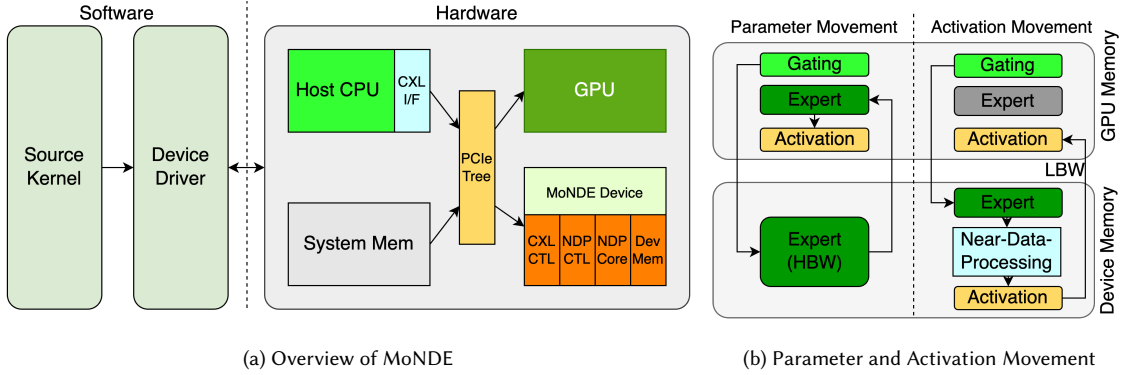 Software
Hardware
Source
Kernel
Device
Driver
Host CPU
CXL
I/F
System Mem
PCIe
Tree
GPU
MoNDE Device
CXL
CTL
NDP
CTL
NDP
Core
Dev
Mem
(a) Overview of MoNDE
Parameter Movement
Activation Movement
Gating
Expert
Activation
Gating
Expert
Activation
GPU Memory
LBW
Expert
(HBW)
Expert
Near-Data-
Processing
Activation
Device Memory
(b) Parameter and Activation Movement